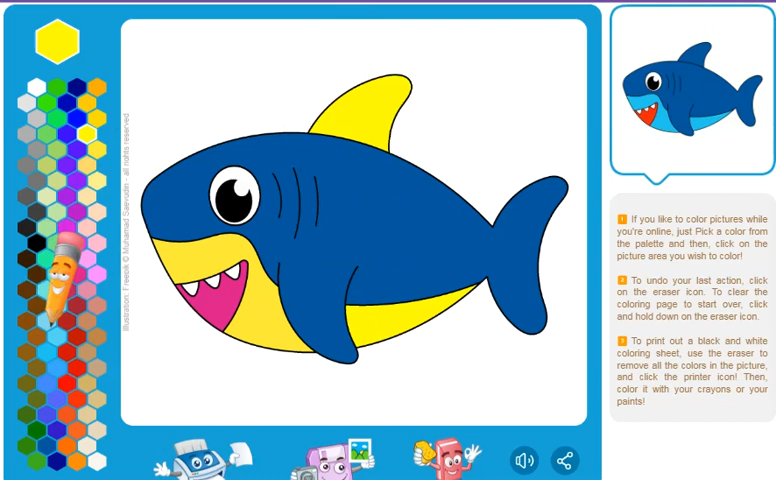 Illustration: Freepik © Muhamad Saevudin - all rights reserved
1 If you like to color pictures while
you're online, just Pick a color from
the palette and then, click on the
picture area you wish to color!
2 To undo your last action, click
on the eraser icon. To clear the
coloring page to start over, click
and hold down on the eraser icon.
3 To print out a black and white
coloring sheet, use the eraser to
remove all the colors in the picture,
and click the printer icon! Then,
color it with your crayons or your
paints!